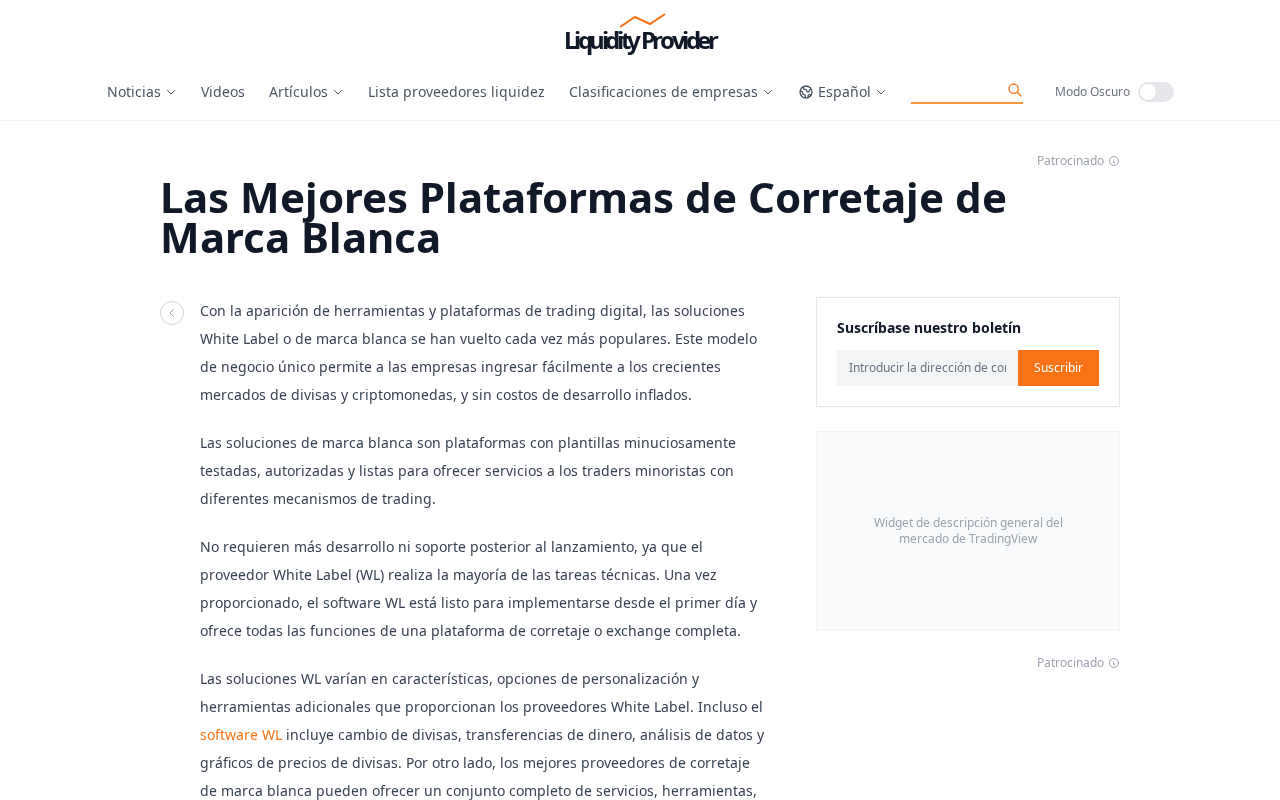 Liquidity Provider
Noticias
Videos
Artículos
Lista proveedores liquidez
Clasificaciones de empresas
Español
Modo Oscuro
Patrocinado
Las Mejores Plataformas de Corretaje de
Marca Blanca
Con la aparición de herramientas y plataformas de trading digital, las soluciones
White Label o de marca blanca se han vuelto cada vez más populares. Este modelo
de negocio único permite a las empresas ingresar fácilmente a los crecientes
mercados de divisas y criptomonedas, y sin costos de desarrollo inflados.
Las soluciones de marca blanca son plataformas con plantillas minuciosamente
testadas, autorizadas y listas para ofrecer servicios a los traders minoristas con
diferentes mecanismos de trading.
No requieren más desarrollo ni soporte posterior al lanzamiento, ya que el
proveedor White Label (WL) realiza la mayoría de las tareas técnicas. Una vez
proporcionado, el software WL está listo para implementarse desde el primer día y
ofrece todas las funciones de una plataforma de corretaje o exchange completa.
Las soluciones WL varían en características, opciones de personalización y
herramientas adicionales que proporcionan los proveedores White Label. Incluso el
software WL incluye cambio de divisas, transferencias de dinero, análisis de datos y
gráficos de precios de divisas. Por otro lado, los mejores proveedores de corretaje
de marca blanca pueden ofrecer un conjunto completo de servicios, herramientas,
Suscríbase nuestro boletín
Introducir la dirección de cor
Suscribir
Widget de descripción general del
mercado de TradingView
Patrocinado